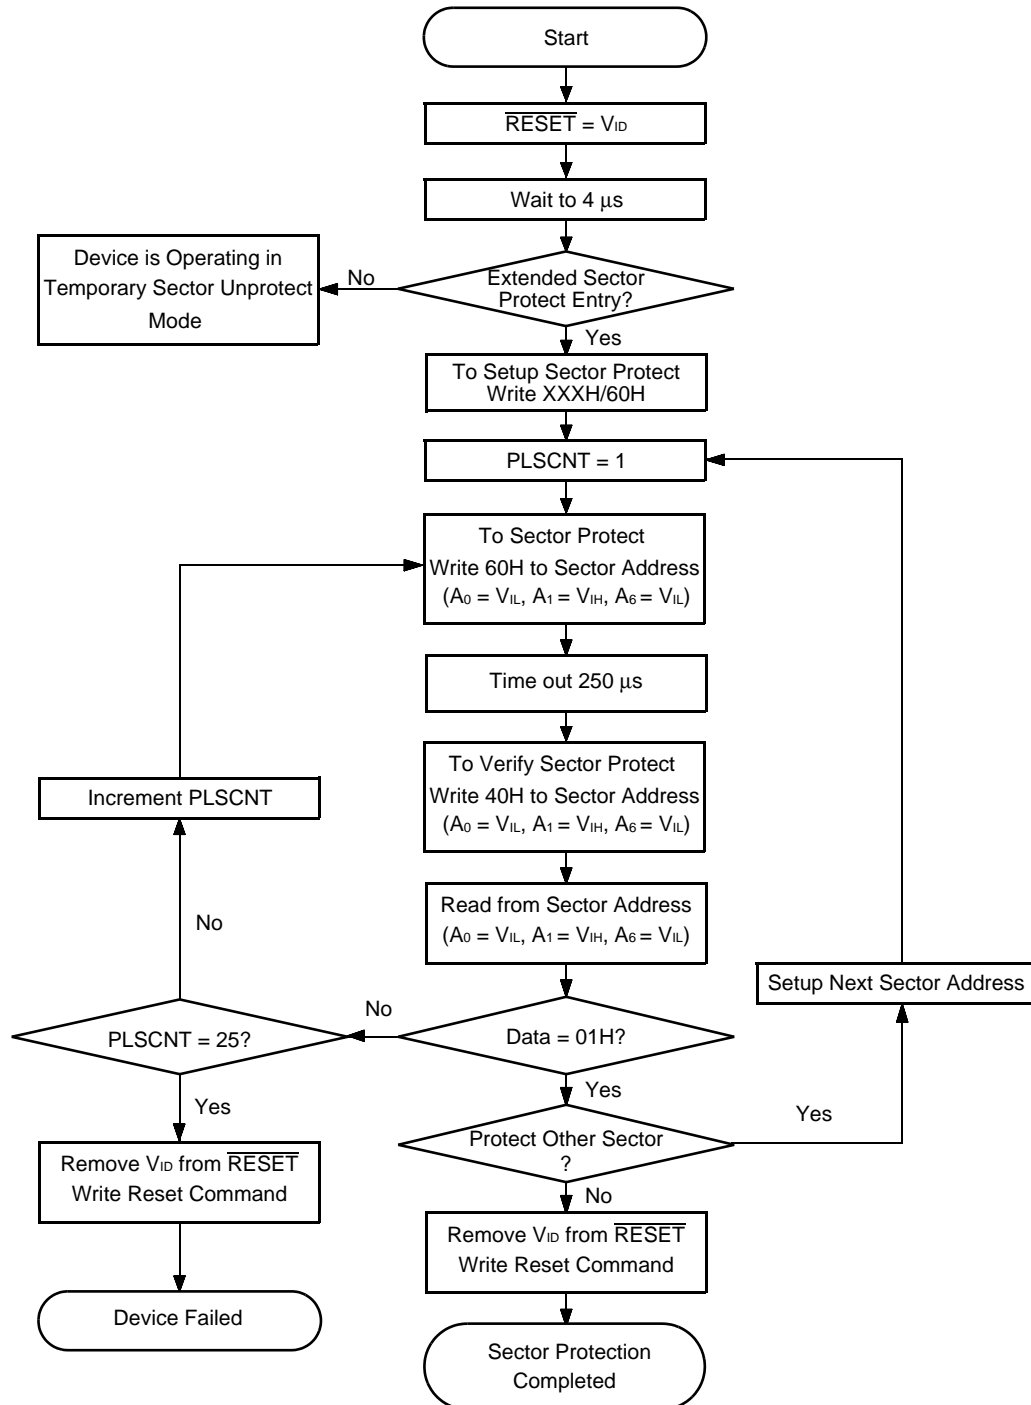 Start
RESET = VID
Wait to 4 μs
Device is Operating in
Temporary Sector Unprotect
Mode
No
Extended Sector
Protect Entry?
Yes
To Setup Sector Protect
Write XXXH/60H
PLSCNT = 1
To Sector Protect
Write 60H to Sector Address
(A0 = VIL, A1 = VIH, A6 = VIL)
Time out 250 μs
To Verify Sector Protect
Write 40H to Sector Address
(A0 = VIL, A1 = VIH, A6 = VIL)
Increment PLSCNT
Read from Sector Address
(A0 = VIL, A1 = VIH, A6 = VIL)
No
Setup Next Sector Address
No
PLSCNT = 25?
Data = 01H?
Yes
Yes
Yes
Protect Other Sector
?
Remove VID from RESET
Write Reset Command
No
Remove VID from RESET
Write Reset Command
Device Failed
Sector Protection
Completed